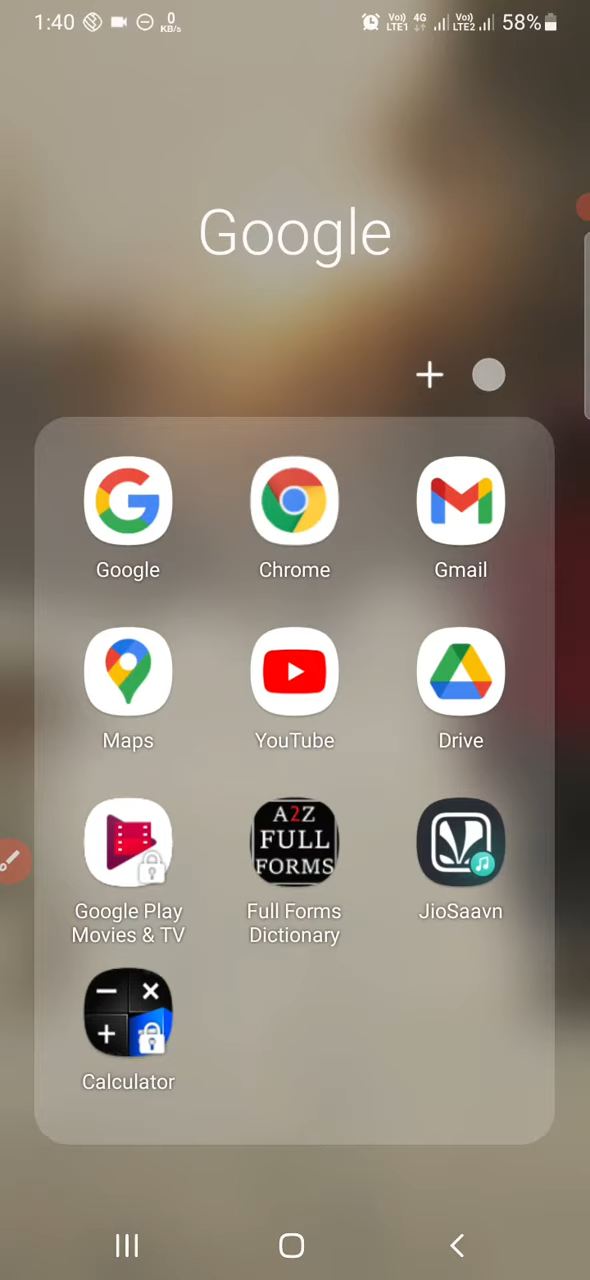 1:40 0 KB/s Vo) LTE1 4G Vo) LTE2 58%
Google
Google Chrome Gmail
Maps YouTube Drive
A2Z
FULL
FORMS
Google Play Movies & TV
Full Forms Dictionary
JioSaavn
Calculator